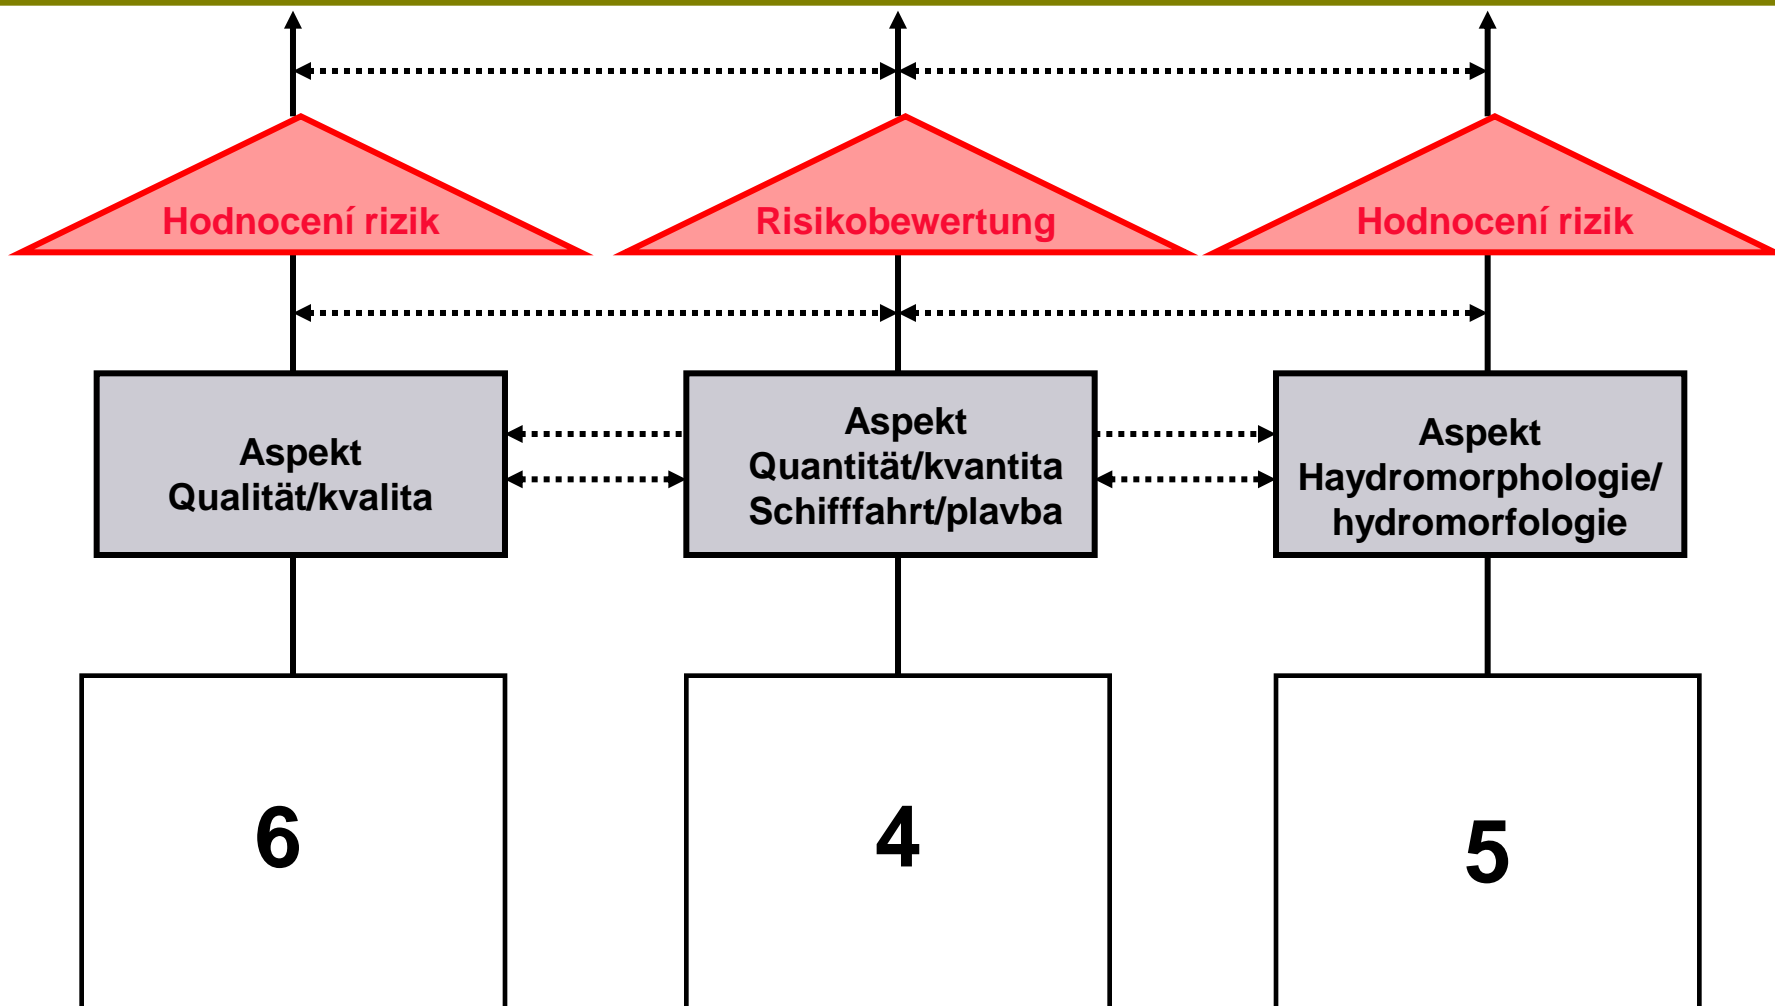 Hodnocení rizik
Risikobewertung
Hodnocení rizik
Aspekt
Qualität/kvalita
Aspekt
Quantität/kvantita
Schifffahrt/plavba
Aspekt
Haydromorphologie/
hydromorfologie
6
4
5